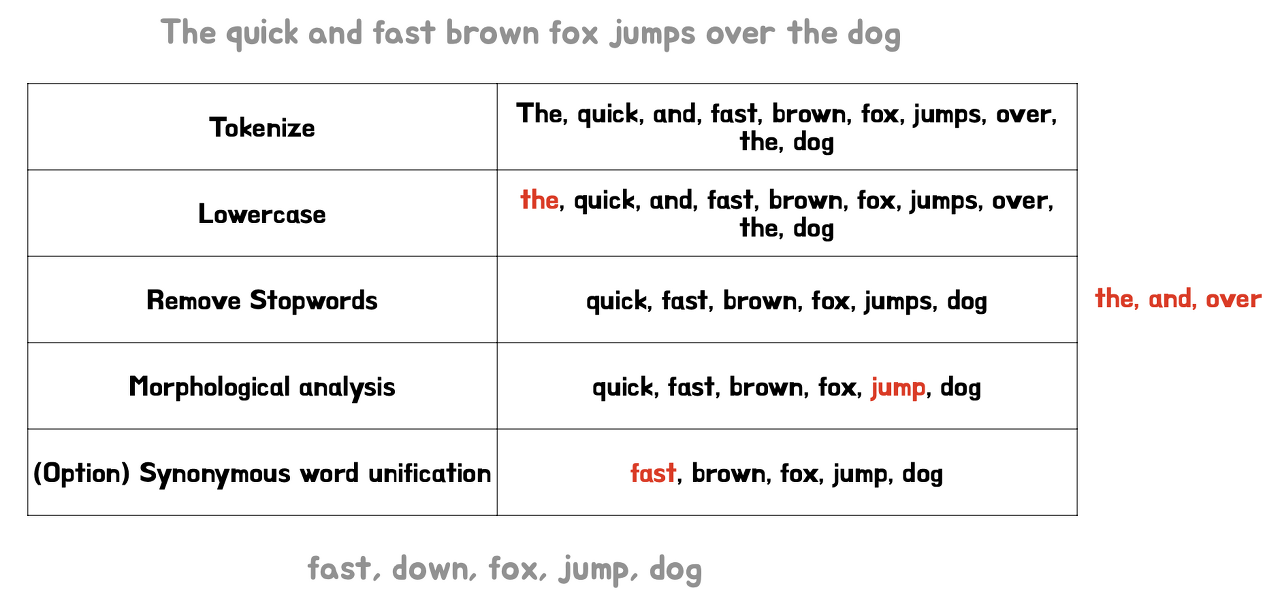 The quick and fast brown fox jumps over the dog
Tokenize
The, quick, and, fast, brown, fox, jumps, over,
the, dog
Lowercase
the, quick, and, fast, brown, fox, jumps, over,
the, dog
Remove Stopwords
quick, fast, brown, fox, jumps, dog
the, and, over
Morphological analysis
quick, fast, brown, fox, jump, dog
(Option) Synonymous word unification
fast, brown, fox, jump, dog
fast, down, fox, jump, dog